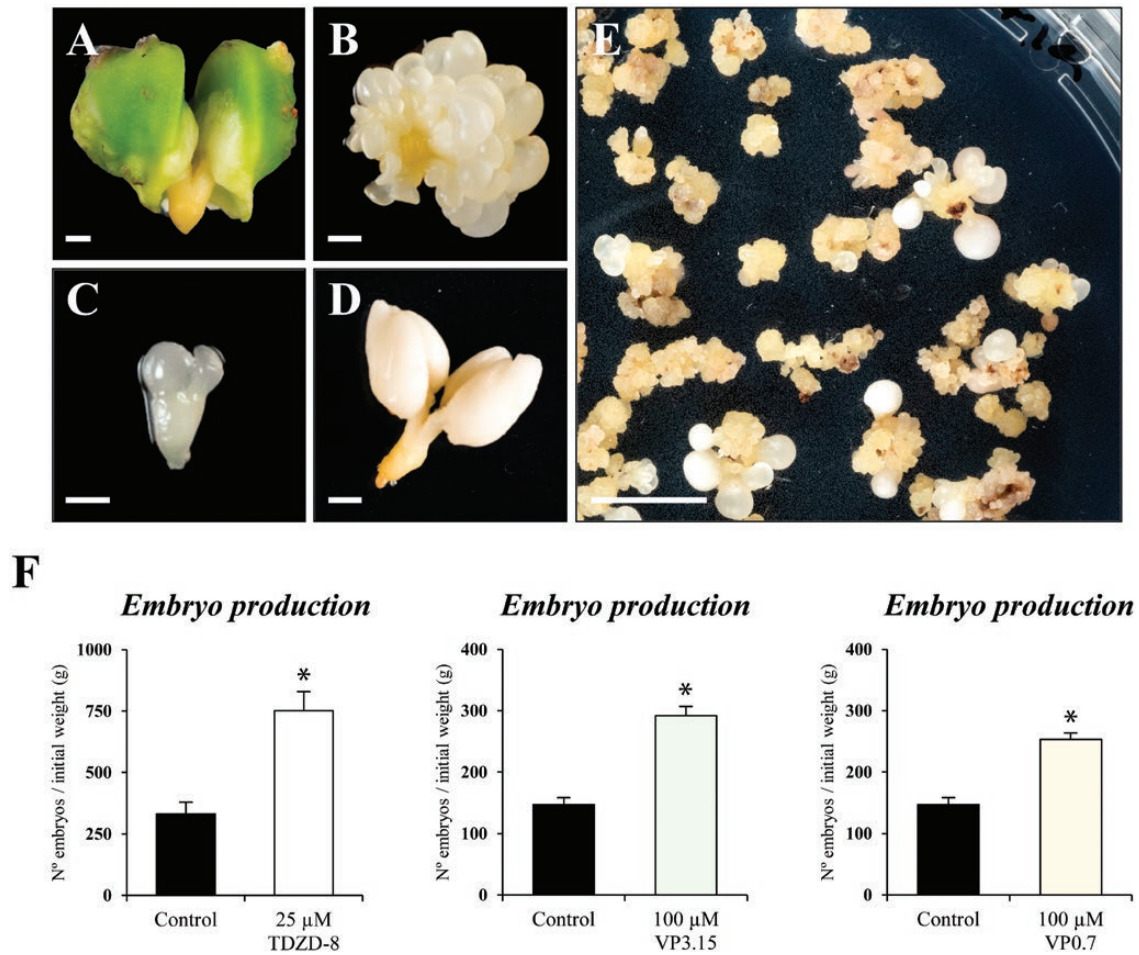 A
B
E
C
D
F
Embryo production
Embryo production
Embryo production
Nº embryos / initial weight (g)
1000
750
500
250
0
Control
25 µM
TDZD-8
*
Nº embryos / initial weight (g)
400
300
200
100
0
Control
100 µM
VP3.15
*
Nº embryos / initial weight (g)
400
300
200
100
0
Control
100 µM
VP0.7
*